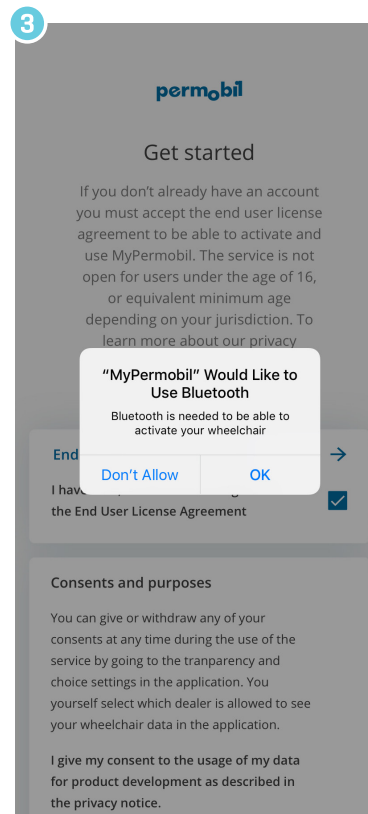 3
permobil
Get started
If you don't already have an account
you must accept the end user license
agreement to be able to activate and
use MyPermobil. The service is not
open for users under the age of 16,
or equivalent minimum age
depending on your jurisdiction. To
learn more about our privacy
“MyPermobil” Would Like to
Use Bluetooth
Bluetooth is needed to be able to
activate your wheelchair
Don't Allow
OK
End
I have
the End User License Agreement
Consents and purposes
You can give or withdraw any of your
consents at any time during the use of the
service by going to the tranparency and
choice settings in the application. You
yourself select which dealer is allowed to see
your wheelchair data in the application.
I give my consent to the usage of my data
for product development as described in
the privacy notice.